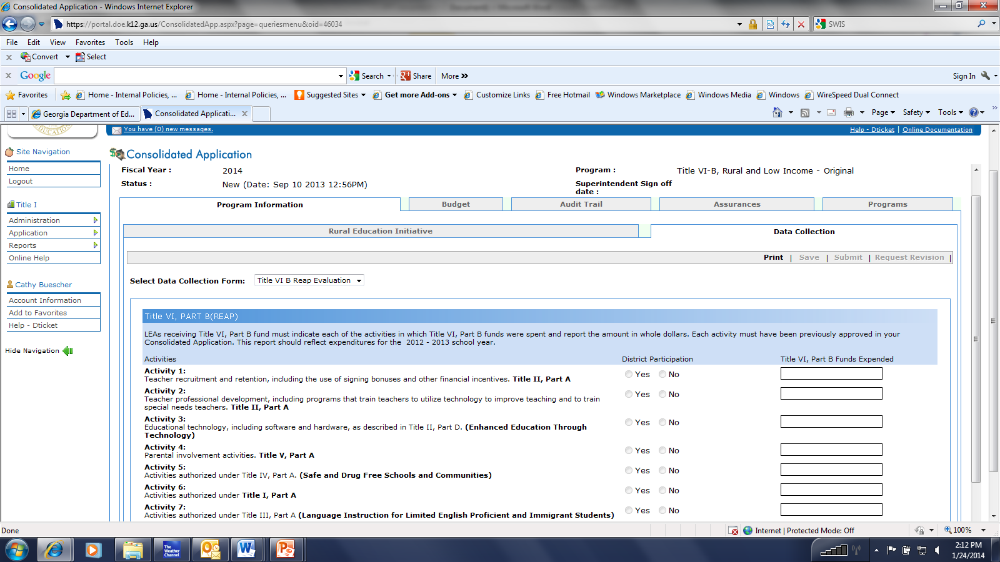 Consolidated Application - Windows Internet Explorer
https://portal.doe.k12.ga.us/ConsolidatedApp.aspx?page=queriesmenu&oid=46034
SWIS
File Edit View Favorites Tools Help
x Convert Select
x Google Search Share More » Sign In
Favorites Home - Internal Policies, ... Home - Internal Policies, ... Suggested Sites Get more Add-ons Customize Links Free Hotmail Windows Marketplace Windows Media Windows WireSpeed Dual Connect
Georgia Department of Ed... Consolidated Applicati... x Page Safety Tools »
EDUCATION
You have (0) new messages. Help - Dticket | Online Documentation
Site Navigation
Home
Logout
Title I
Administration
Application
Reports
Online Help
Cathy Buescher
Account Information
Add to Favorites
Help - Dticket
Hide Navigation
Consolidated Application
Fiscal Year : 2014 Program : Title VI-B, Rural and Low Income - Original
Status : New (Date: Sep 10 2013 12:56PM) Superintendent Sign off
date :
Program Information Budget Audit Trail Assurances Programs
Rural Education Initiative Data Collection
Print | Save | Submit | Request Revision |
Select Data Collection Form: Title VI B Reap Evaluation
Title VI, PART B(REAP)
LEAs receiving Title VI, Part B fund must indicate each of the activities in which Title VI, Part B funds were spent and report the amount in whole dollars. Each activity must have been previously approved in your
Consolidated Application. This report should reflect expenditures for the 2012 - 2013 school year.
Activities District Participation Title VI, Part B Funds Expended
Activity 1:
Teacher recruitment and retention, including the use of signing bonuses and other financial incentives. Title II, Part A Yes No
Activity 2:
Teacher professional development, including programs that train teachers to utilize technology to improve teaching and to train Yes No
special needs teachers. Title II, Part A
Activity 3:
Educational technology, including software and hardware, as described in Title II, Part D. (Enhanced Education Through Yes No
Technology)
Activity 4:
Parental involvement activities. Title V, Part A Yes No
Activity 5:
Activities authorized under Title IV, Part A. (Safe and Drug Free Schools and Communities) Yes No
Activity 6:
Activities authorized under Title I, Part A Yes No
Activity 7:
Activities authorized under Title III, Part A (Language Instruction for Limited English Proficient and Immigrant Students) Yes No
Done Internet | Protected Mode: Off 100%
The Weather Channel
2:12 PM
1/24/2014